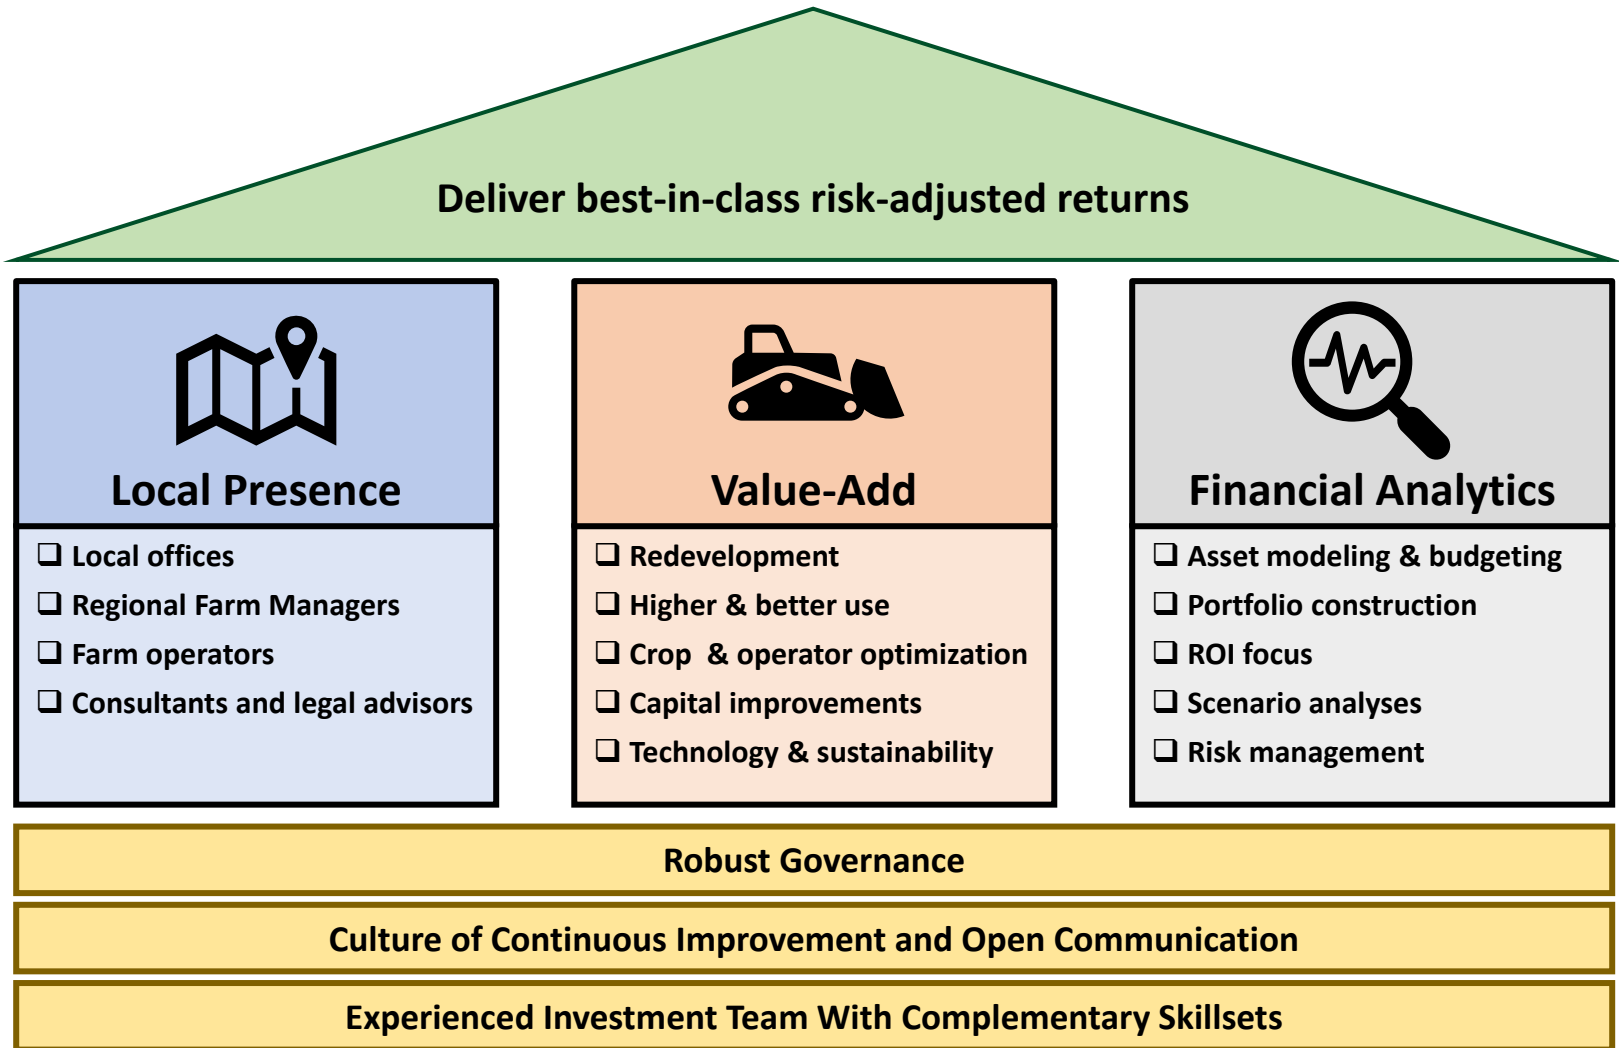 Deliver best-in-class risk-adjusted returns
Local Presence
❑ Local offices
❑ Regional Farm Managers
❑ Farm operators
❑ Consultants and legal advisors
Value-Add
❑ Redevelopment
❑ Higher & better use
❑ Crop & operator optimization
❑ Capital improvements
❑ Technology & sustainability
Financial Analytics
❑ Asset modeling & budgeting
❑ Portfolio construction
❑ ROI focus
❑ Scenario analyses
❑ Risk management
Robust Governance
Culture of Continuous Improvement and Open Communication
Experienced Investment Team With Complementary Skillsets